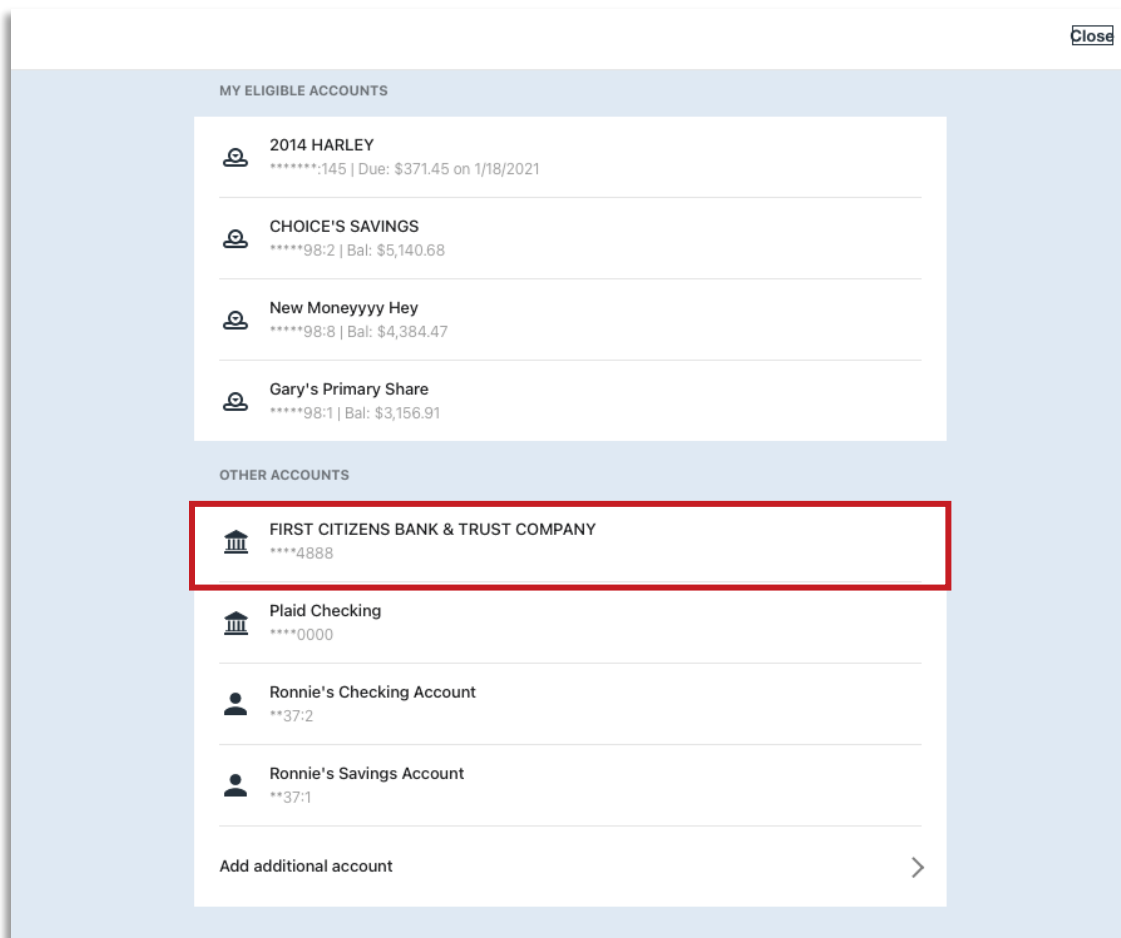 Close
MY ELIGIBLE ACCOUNTS
2014 HARLEY
*******:145 | Due: $371.45 on 1/18/2021
CHOICE'S SAVINGS
*****98:2 | Bal: $5,140.68
New Moneyyyy Hey
*****98:8 | Bal: $4,384.47
Gary's Primary Share
*****98:1 | Bal: $3,156.91
OTHER ACCOUNTS
FIRST CITIZENS BANK & TRUST COMPANY
****4888
Plaid Checking
****0000
Ronnie's Checking Account
**37:2
Ronnie's Savings Account
**37:1
Add additional account